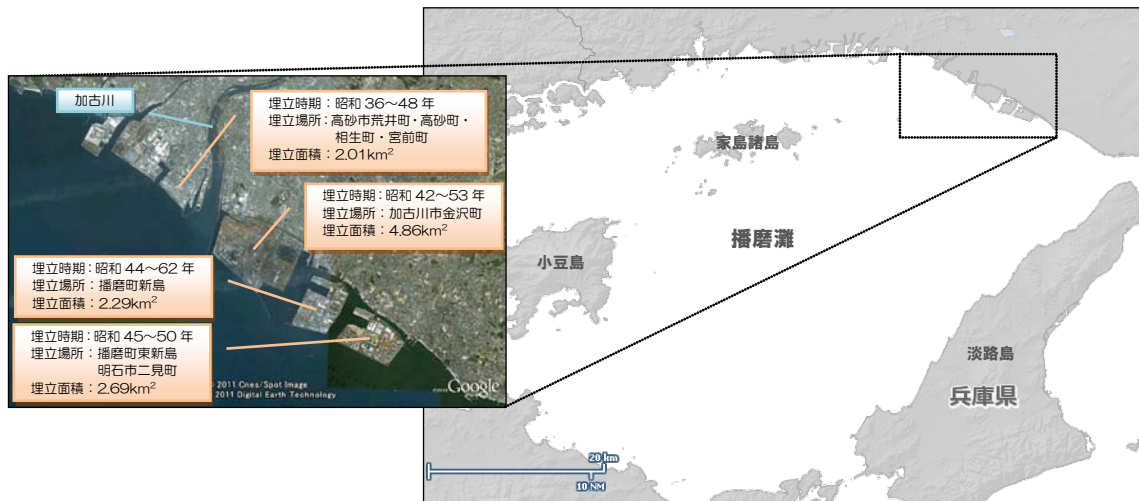 加古川
埋立時期：昭和 36～48 年
埋立場所：高砂市荒井町・高砂町・
相生町・宮前町
埋立面積：2.01km²
埋立時期：昭和 42～53 年
埋立場所：加古川市金沢町
埋立面積：4.86km²
埋立時期：昭和 44～62 年
埋立場所：播磨町新島
埋立面積：2.29km²
埋立時期：昭和 45～50 年
埋立場所：播磨町東新島
明石市二見町
埋立面積：2.69km²
2011 Cnes/Spot Image
2011 Digital Earth Technology
Google
家島諸島
播磨灘
小豆島
淡路島
兵庫県
20 km
10 NM